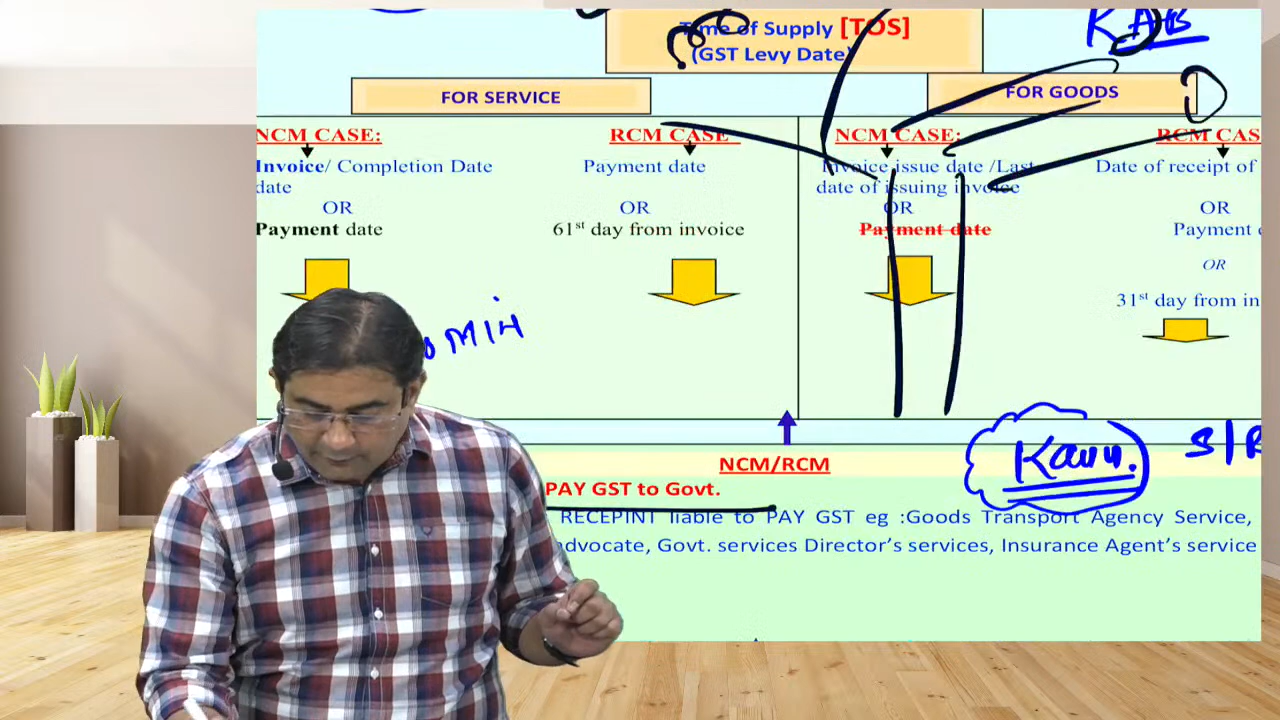 Time of Supply [TOS]
(GST Levy Date)
KAB
FOR SERVICE
FOR GOODS
NCM CASE:
RCM CASE
NCM CASE:
RCM CAS
Invoice/ Completion Date
date
OR
Payment date
Payment date
OR
61st day from invoice
Invoice issue date /Last
date of issuing invoice
OR
Payment date
Date of receipt of
OR
Payment d
OR
31st day from in
NCM/RCM
PAY GST to Govt.
RECEPINT liable to PAY GST eg :Goods Transport Agency Service,
advocate, Govt. services Director’s services, Insurance Agent’s service